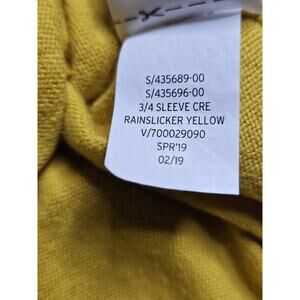 S/435689-00
S/435696-00
3/4 SLEEVE CRE
RAINSLICKER YELLOW
V/700029090
SPR'19
02/19